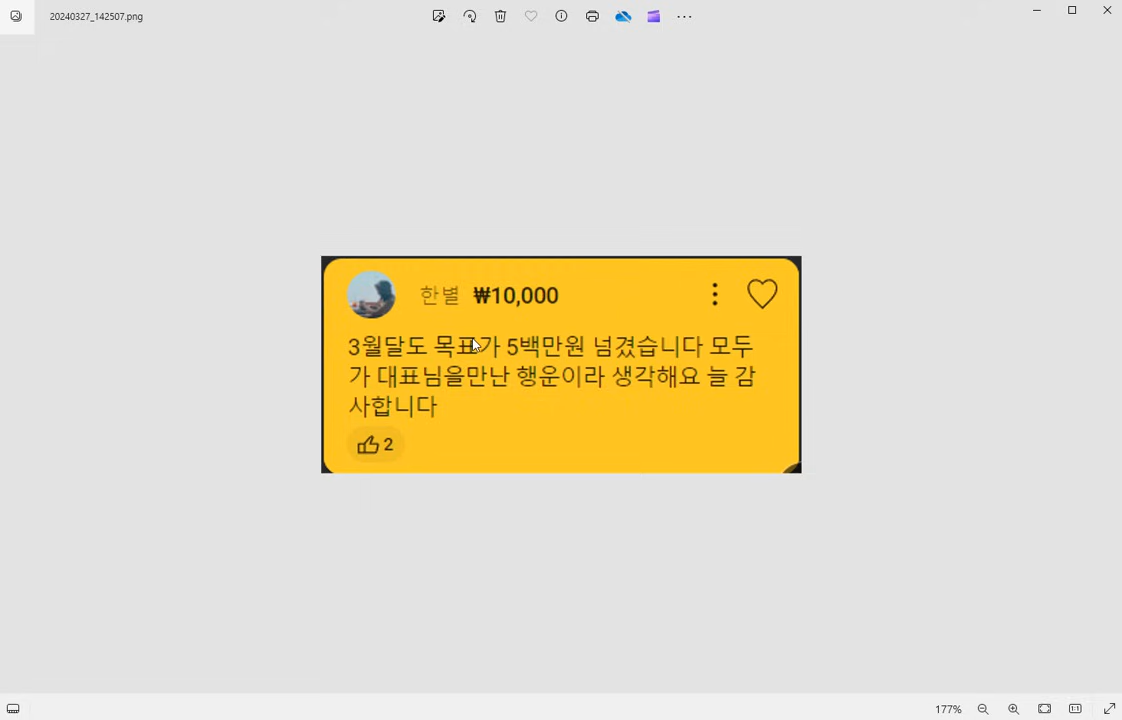 20240327_142507.png
한별 ₩10,000
3월달도 목표가 5백만원 넘겼습니다 모두
가 대표님을만난 행운이라 생각해요 늘 감
사합니다
2
177%
1:1